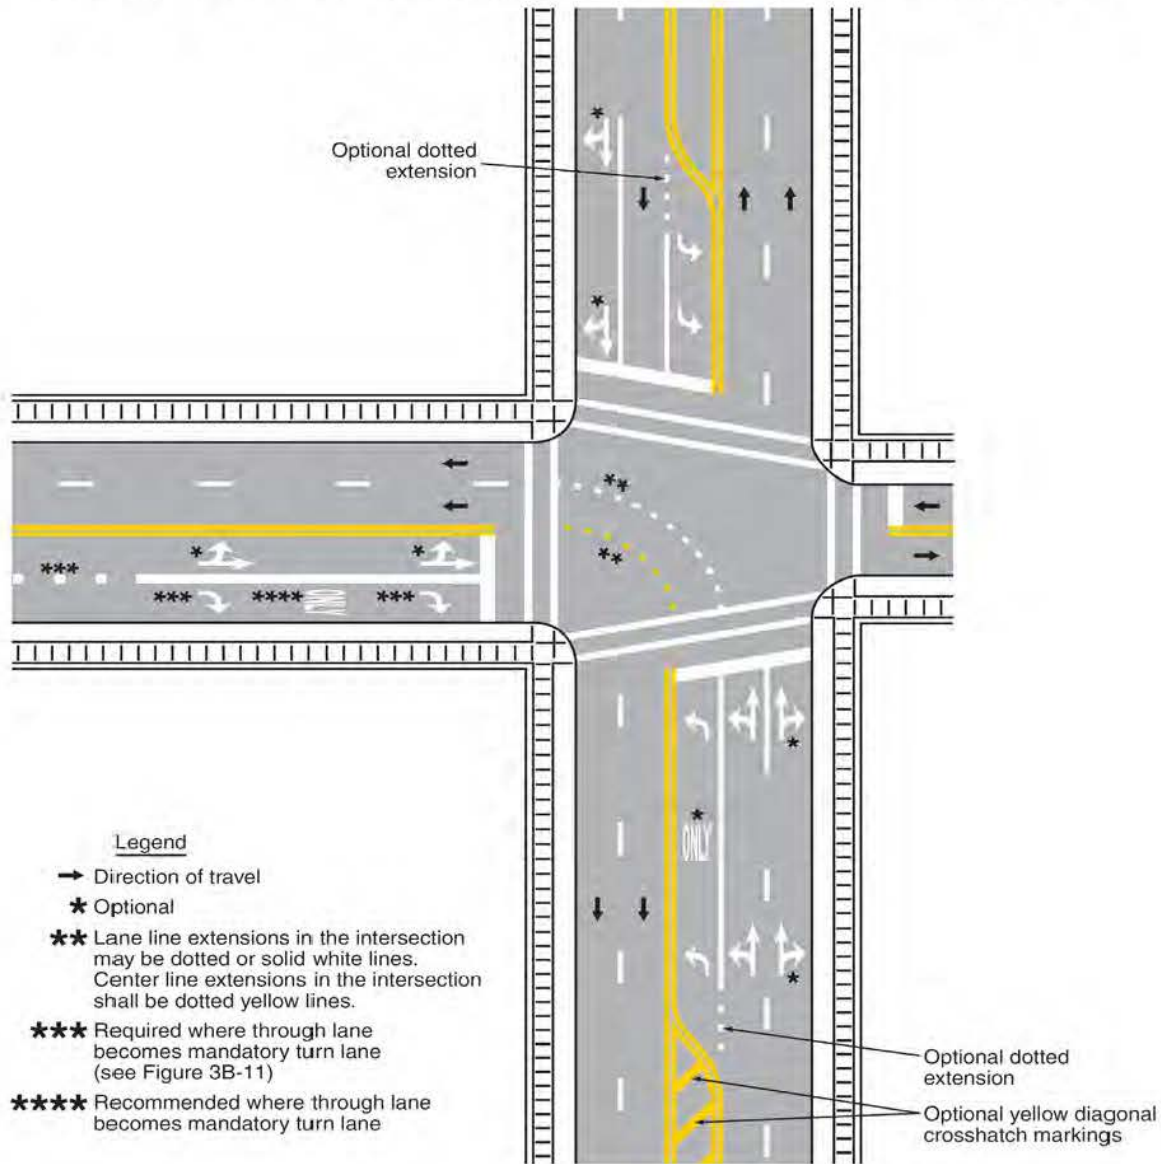 Optional dotted
extension
*
*
**
**
***
*
*
***
****
ONLY
***
*
*
ONLY
*
Legend
Direction of travel
* Optional
** Lane line extensions in the intersection
may be dotted or solid white lines.
Center line extensions in the intersection
shall be dotted yellow lines.
*** Required where through lane
becomes mandatory turn lane
(see Figure 3B-11)
**** Recommended where through lane
becomes mandatory turn lane
Optional dotted
extension
Optional yellow diagonal
crosshatch markings